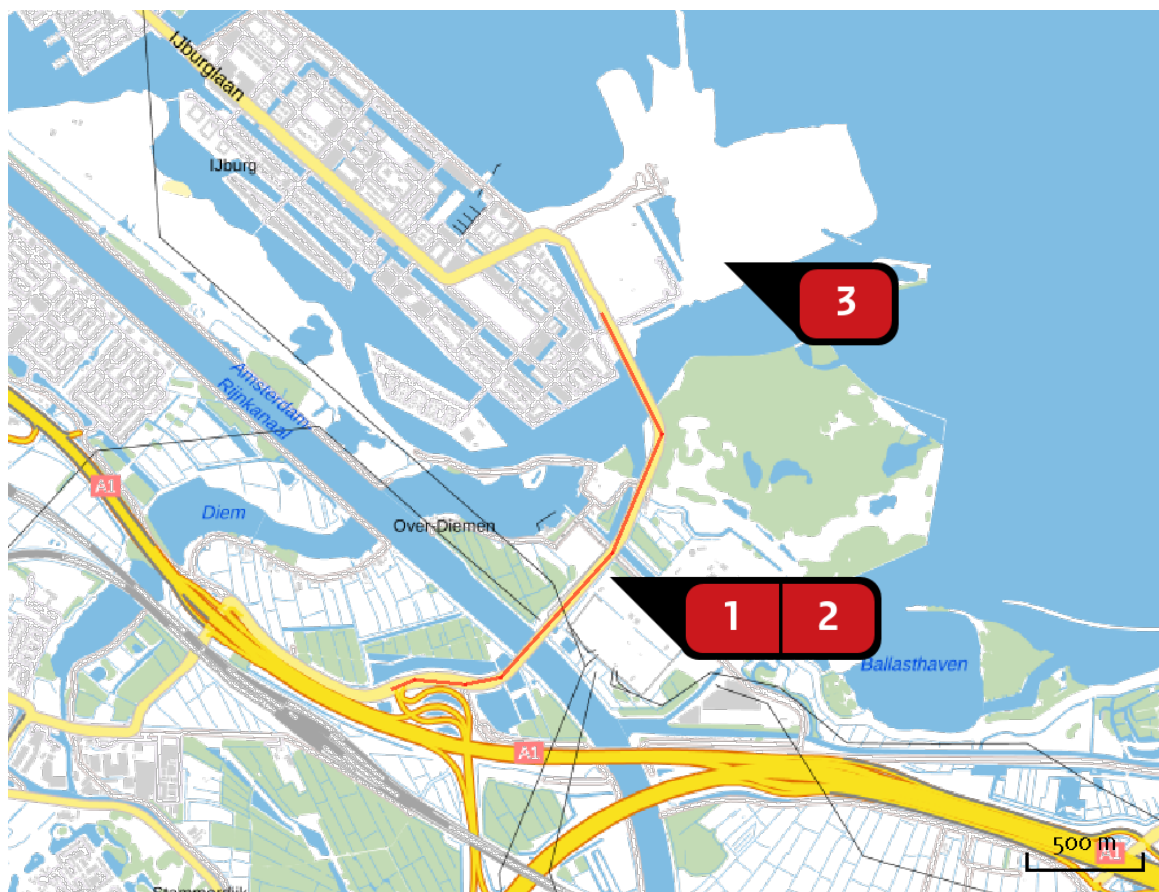 IJburglaan
IJburg
3
Amsterdam
Rijnkanaal
A1
Diem
Over-Diemen
1 2
Ballasthaven
A1
500 m
A1